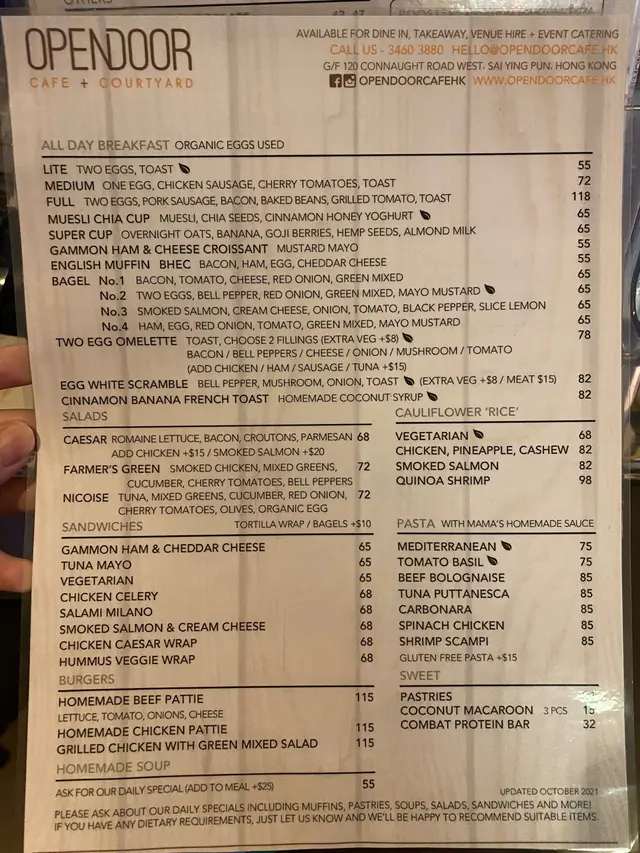 OPENDOOR
CAFE + COURTYARD
AVAILABLE FOR DINE IN, TAKEAWAY, VENUE HIRE + EVENT CATERING
CALL US - 3460 3880 HELLO@OPENDOORCAFE.HK
G/F 120 CONNAUGHT ROAD WEST, SAI YING PUN, HONG KONG
OPENDOORCAFEHK WWW.OPENDOORCAFE.HK
ALL DAY BREAKFAST ORGANIC EGGS USED
LITE TWO EGGS, TOAST 55
MEDIUM ONE EGG, CHICKEN SAUSAGE, CHERRY TOMATOES, TOAST 72
FULL TWO EGGS, PORK SAUSAGE, BACON, BAKED BEANS, GRILLED TOMATO, TOAST 118
MUESLI CHIA CUP MUESLI, CHIA SEEDS, CINNAMON HONEY YOGHURT 65
SUPER CUP OVERNIGHT OATS, BANANA, GOJI BERRIES, HEMP SEEDS, ALMOND MILK 65
GAMMON HAM & CHEESE CROISSANT MUSTARD MAYO 55
ENGLISH MUFFIN BHEC BACON, HAM, EGG, CHEDDAR CHEESE 55
BAGEL No.1 BACON, TOMATO, CHEESE, RED ONION, GREEN MIXED 65
No.2 TWO EGGS, BELL PEPPER, RED ONION, GREEN MIXED, MAYO MUSTARD 65
No.3 SMOKED SALMON, CREAM CHEESE, ONION, TOMATO, BLACK PEPPER, SLICE LEMON 65
No.4 HAM, EGG, RED ONION, TOMATO, GREEN MIXED, MAYO MUSTARD 65
TWO EGG OMELETTE TOAST, CHOOSE 2 FILLINGS (EXTRA VEG +$8) 78
BACON / BELL PEPPERS / CHEESE / ONION / MUSHROOM / TOMATO
(ADD CHICKEN / HAM / SAUSAGE / TUNA +$15)
EGG WHITE SCRAMBLE BELL PEPPER, MUSHROOM, ONION, TOAST (EXTRA VEG +$8 / MEAT $15) 82
CINNAMON BANANA FRENCH TOAST HOMEMADE COCONUT SYRUP 82
SALADS
CAESAR ROMAINE LETTUCE, BACON, CROUTONS, PARMESAN 68
ADD CHICKEN +$15 / SMOKED SALMON +$20
FARMER'S GREEN SMOKED CHICKEN, MIXED GREENS, 72
CUCUMBER, CHERRY TOMATOES, BELL PEPPERS
NICOISE TUNA, MIXED GREENS, CUCUMBER, RED ONION, 72
CHERRY TOMATOES, OLIVES, ORGANIC EGG
CAULIFLOWER 'RICE'
VEGETARIAN 68
CHICKEN, PINEAPPLE, CASHEW 82
SMOKED SALMON 82
QUINOA SHRIMP 98
SANDWICHES TORTILLA WRAP / BAGELS +$10
GAMMON HAM & CHEDDAR CHEESE 65
TUNA MAYO 65
VEGETARIAN 65
CHICKEN CELERY 68
SALAMI MILANO 68
SMOKED SALMON & CREAM CHEESE 68
CHICKEN CAESAR WRAP 68
HUMMUS VEGGIE WRAP 68
PASTA WITH MAMA'S HOMEMADE SAUCE
MEDITERRANEAN 75
TOMATO BASIL 75
BEEF BOLOGNAISE 85
TUNA PUTTANESCA 85
CARBONARA 85
SPINACH CHICKEN 85
SHRIMP SCAMPI 85
GLUTEN FREE PASTA +$15
BURGERS
HOMEMADE BEEF PATTIE 115
LETTUCE, TOMATO, ONIONS, CHEESE
HOMEMADE CHICKEN PATTIE 115
GRILLED CHICKEN WITH GREEN MIXED SALAD 115
SWEET
PASTRIES
COCONUT MACAROON 3 PCS
COMBAT PROTEIN BAR 32
HOMEMADE SOUP
ASK FOR OUR DAILY SPECIAL (ADD TO MEAL +$25) 55
UPDATED OCTOBER 2021
PLEASE ASK ABOUT OUR DAILY SPECIALS INCLUDING MUFFINS, PASTRIES, SOUPS, SALADS, SANDWICHES AND MORE!
IF YOU HAVE ANY DIETARY REQUIREMENTS, JUST LET US KNOW AND WE'LL BE HAPPY TO RECOMMEND SUITABLE ITEMS.